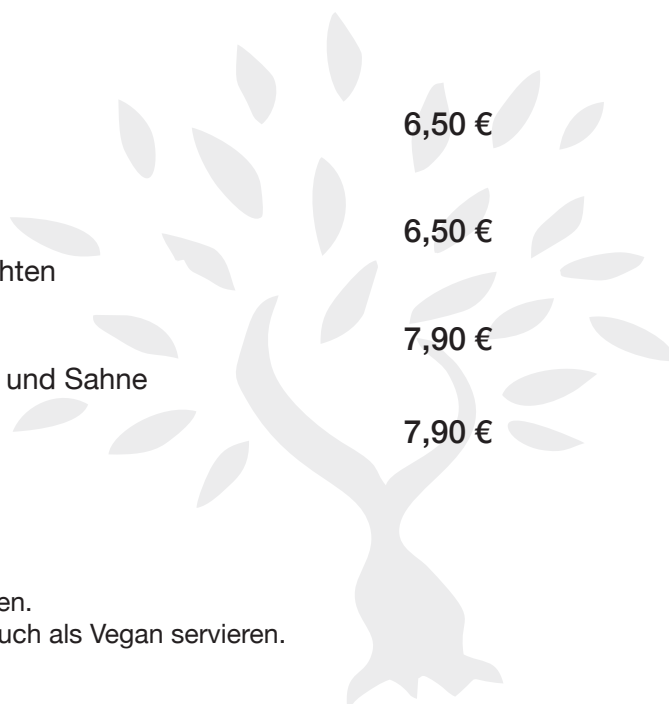 6,50 €
6,50 €
hten
7,90 €
und Sahne
7,90 €
en.
uch als Vegan servieren.